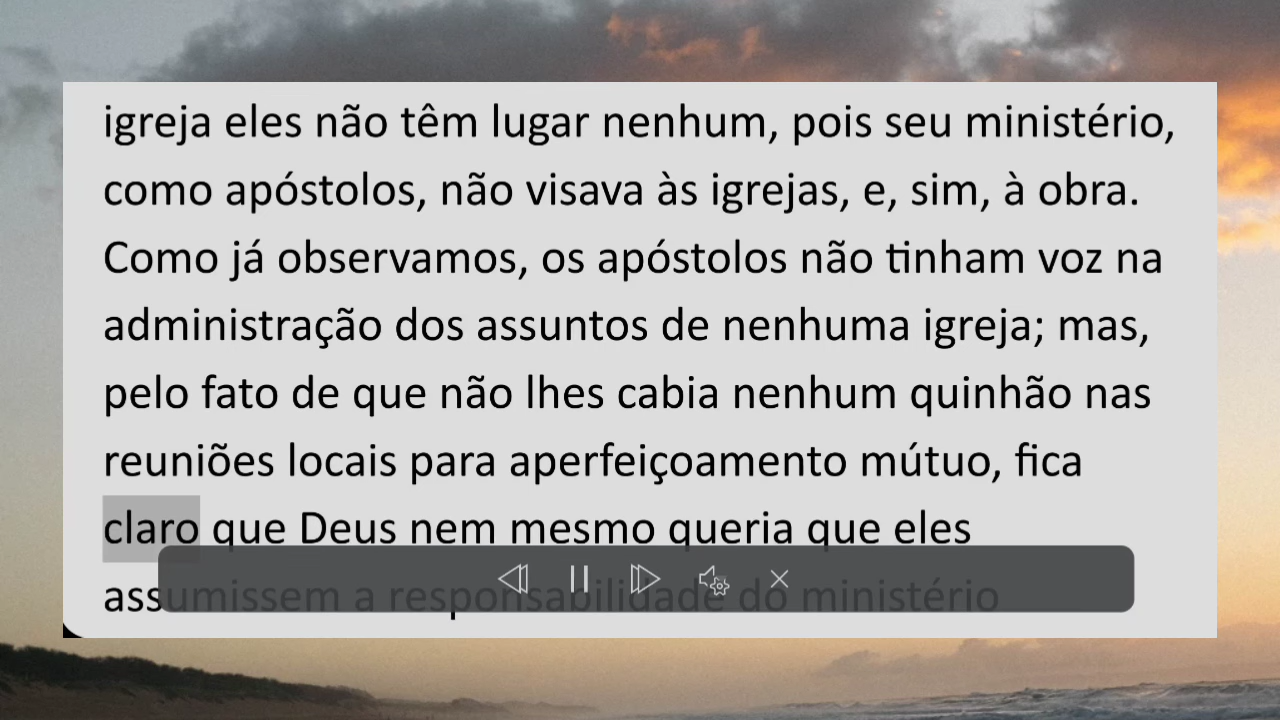 igreja eles não têm lugar nenhum, pois seu ministério,
como apóstolos, não visava às igrejas, e, sim, à obra.
Como já observamos, os apóstolos não tinham voz na
administração dos assuntos de nenhuma igreja; mas,
pelo fato de que não lhes cabia nenhum quinhão nas
reuniões locais para aperfeiçoamento mútuo, fica
claro que Deus nem mesmo queria que eles
assumissem a responsabilidade do ministério